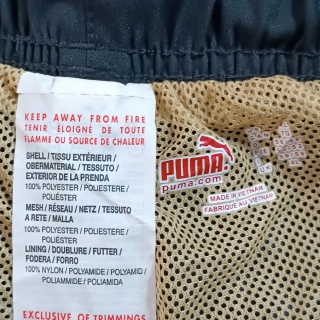 KEEP AWAY FROM FIRE
TENIR ÉLOIGNÉ DE TOUTE
FLAMME OU SOURCE DE CHALEUR
SHELL / TISSU EXTÉRIEUR /
OBERMATERIAL / TESSUTO /
EXTERIOR DE LA PRENDA
100% POLYESTER / POLIESTERE /
POLIÉSTER
MESH / RÉSEAU / NETZ / TESSUTO
A RETE / MALLA
100% POLYESTER / POLIESTERE /
POLIÉSTER
LINING / DOUBLURE / FUTTER /
FODERA / FORRO
100% NYLON / POLYAMIDE / POLYAMID /
POLIAMMIDE / POLIAMIDA
EXCLUSIVE OF TRIMMINGS
PUMA
puma.com
MADE IN VIETNAM
FABRIQUÉ AU VIETNAM